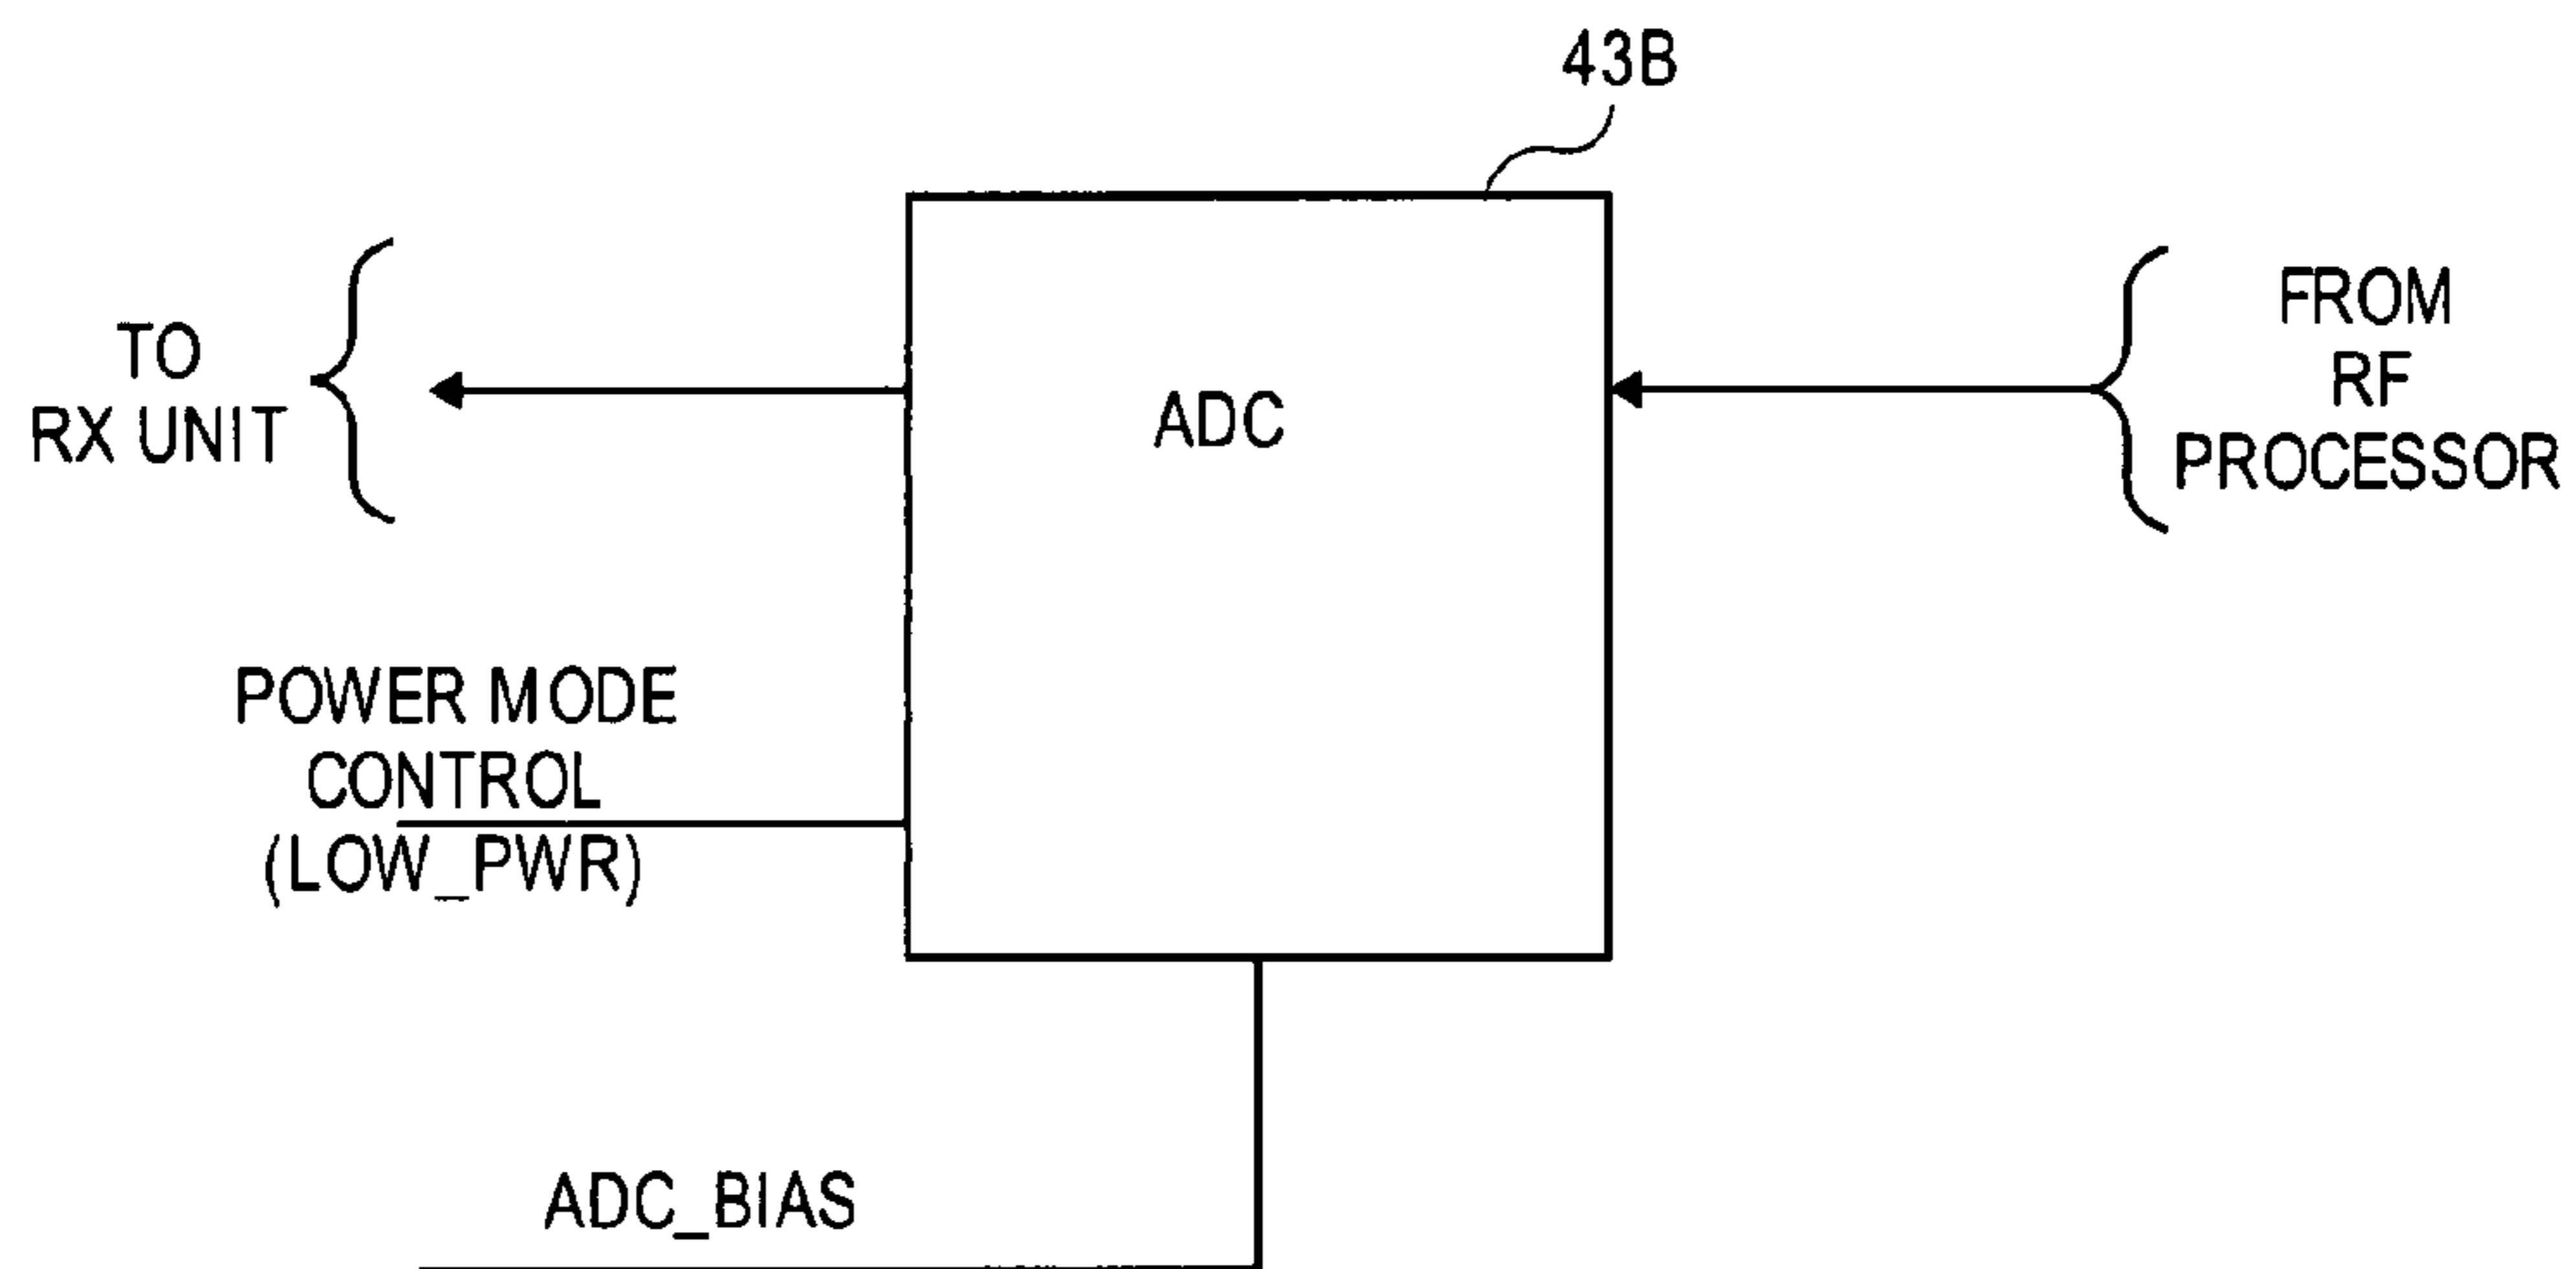 43B
TO
RX UNIT
ADC
FROM
RF
PROCESSOR
POWER MODE
CONTROL
(LOW_PWR)
ADC_BIAS